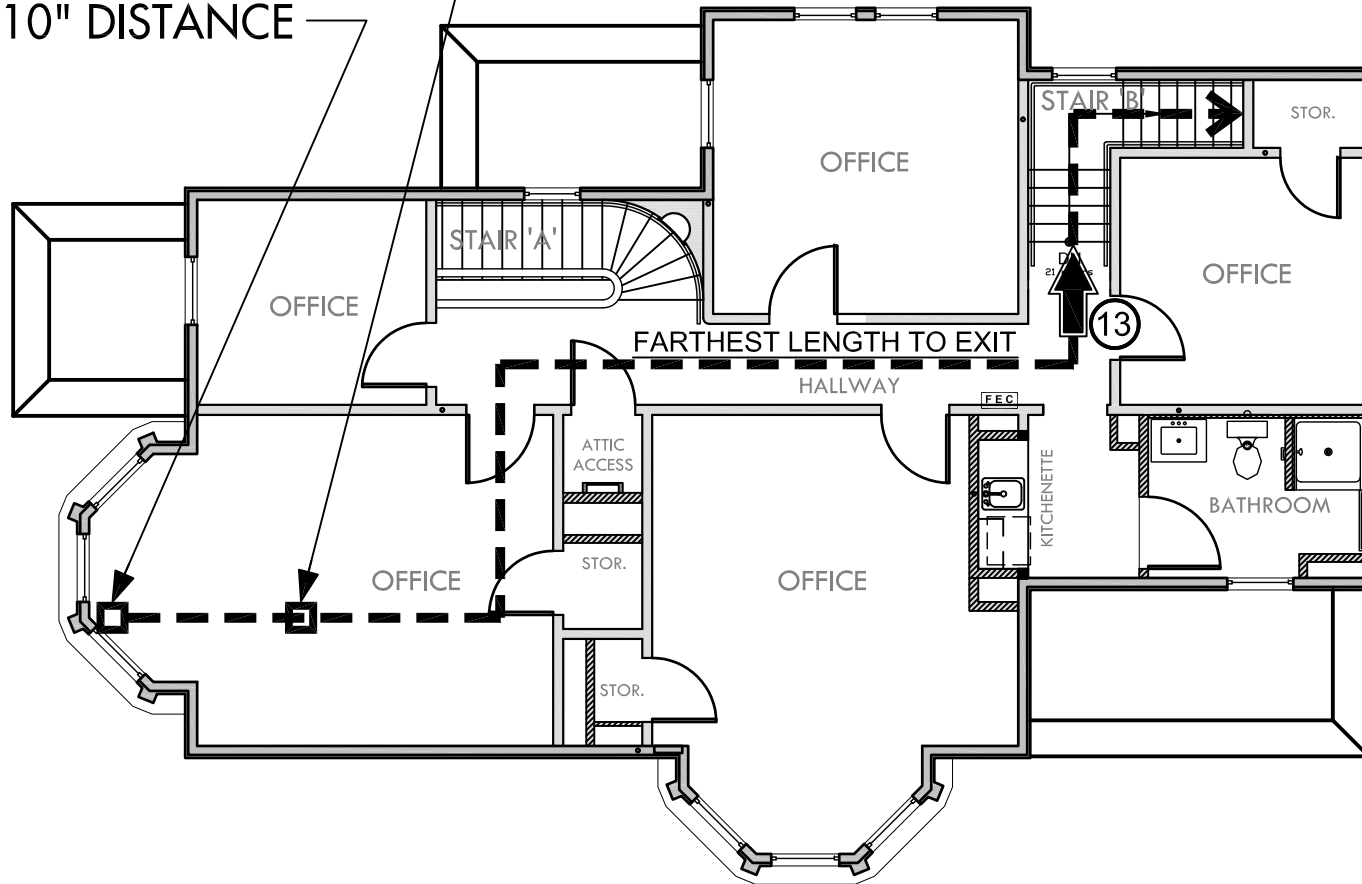 10" DISTANCE
STAIR 'B'
STOR.
OFFICE
STAIR 'A'
OFFICE
OFFICE
21
13
FARTHEST LENGTH TO EXIT
HALLWAY
FEC
ATTIC
ACCESS
KITCHENETTE
BATHROOM
STOR.
OFFICE
OFFICE
STOR.